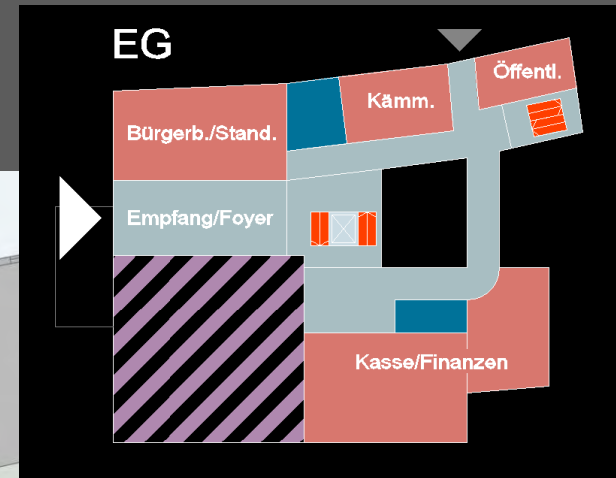 EG
Öffentl.
Kämm.
Bürgerb./Stand.
Empfang/Foyer
Kasse/Finanzen